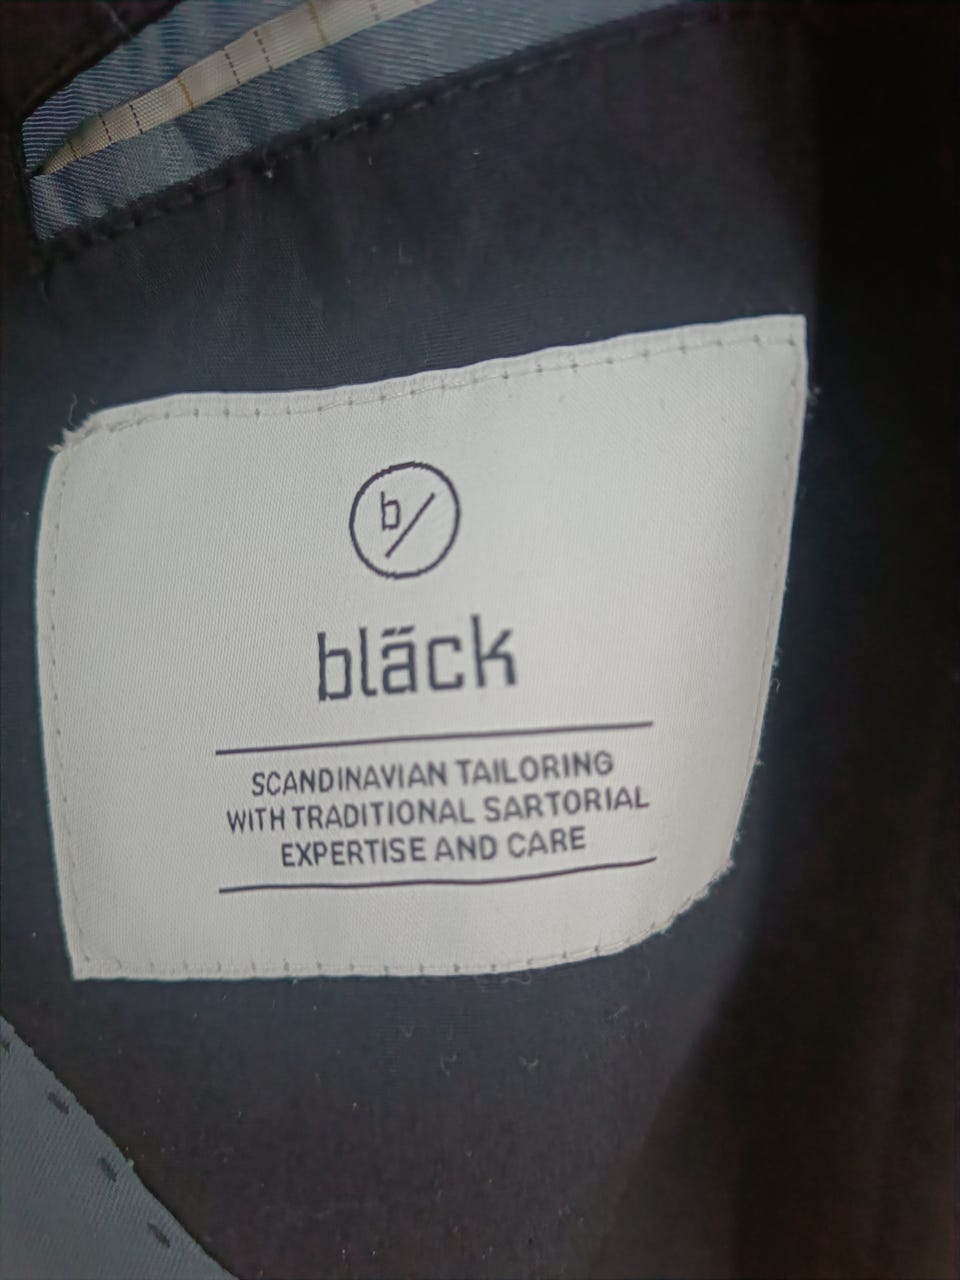 b/
bläck
SCANDINAVIAN TAILORING
WITH TRADITIONAL SARTORIAL
EXPERTISE AND CARE